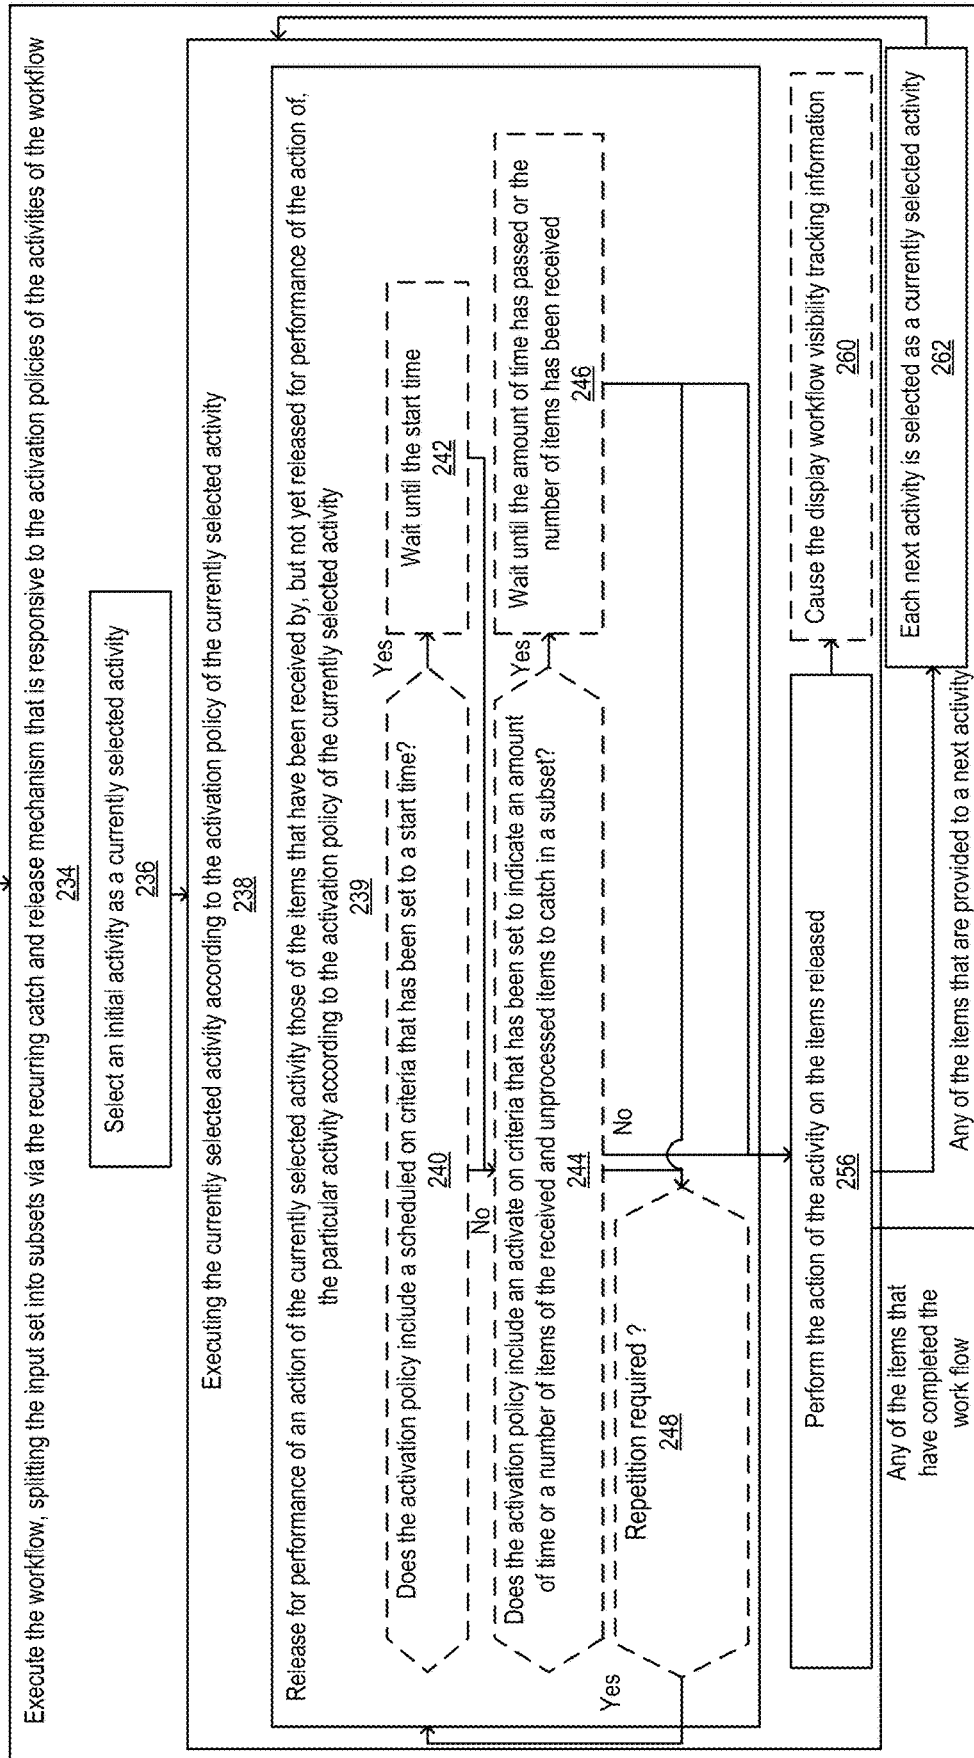 Execute the workflow, splitting the input set into subsets via the recurring catch and release mechanism that is responsive to the activation policies of the activities of the workflow
234
Select an initial activity as a currently selected activity
236
Executing the currently selected activity according to the activation policy of the currently selected activity
238
Release for performance of an action of the currently selected activity those of the items that have been received by, but not yet released for performance of the action of,
the particular activity according to the activation policy of the currently selected activity
239
Does the activation policy include a scheduled on criteria that has been set to a start time?
240
Yes
Wait until the start time
242
No
Does the activation policy include an activate on criteria that has been set to indicate an amount
of time or a number of items of the received and unprocessed items to catch in a subset?
244
Yes
Wait until the amount of time has passed or the
number of items has been received
246
No
Repetition required ?
248
Yes
Perform the action of the activity on the items released
256
Cause the display workflow visibility tracking information
260
Any of the items that
have completed the
work flow
Any of the items that are provided to a next activity
Each next activity is selected as a currently selected activity
262